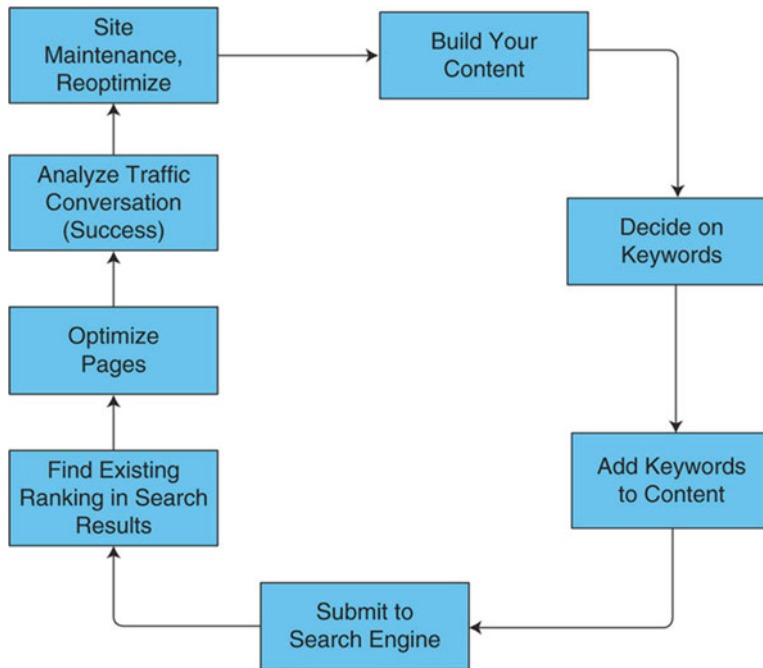 Site
Maintenance,
Reoptimize
Build Your
Content
Analyze Traffic
Conversation
(Success)
Decide on
Keywords
Optimize
Pages
Find Existing
Ranking in Search
Results
Add Keywords
to Content
Submit to
Search Engine